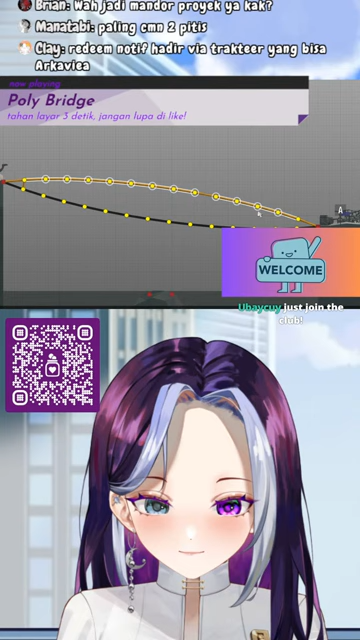 Brian: Wah jadi mandor proyek ya kak?
Manatabi: paling cmn 2 pitis
Clay: redeem notif hadir via trakteer yang bisa
Arkaviea
now playing
Poly Bridge
tahan layar 3 detik, jangan lupa di like!
A
WELCOME
Ubaycuy just join the
club!